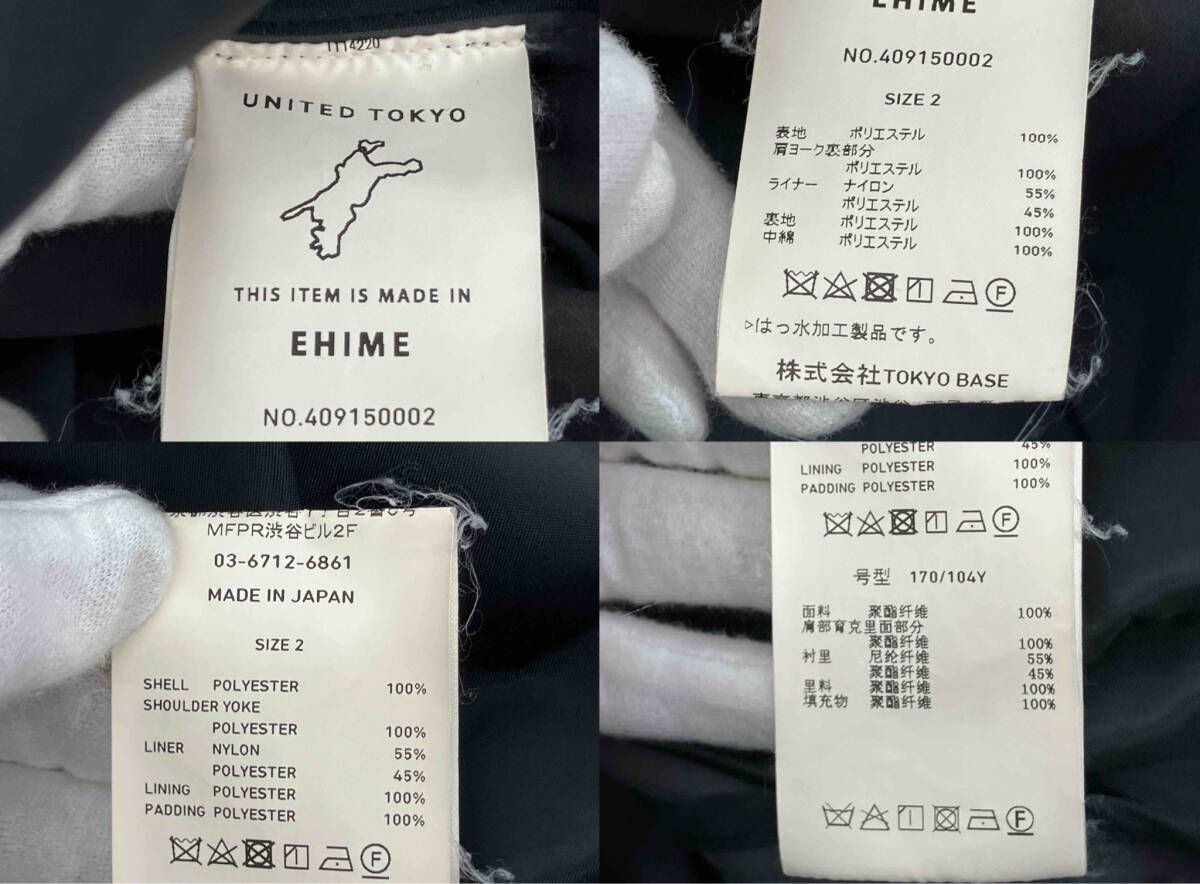 1114220
UNITED TOKYO
THIS ITEM IS MADE IN
EHIME
NO.409150002
EHIME
NO.409150002
SIZE 2
表地 ポリエステル 100%
肩ヨーク裏部分
ポリエステル 100%
ライナー ナイロン 55%
ポリエステル 45%
裏地 ポリエステル 100%
中綿 ポリエステル 100%
F
▷はっ水加工製品です。
株式会社TOKYO BASE
MFPR渋谷ビル2F
03-6712-6861
MADE IN JAPAN
SIZE 2
SHELL POLYESTER 100%
SHOULDER YOKE
POLYESTER 100%
LINER NYLON 55%
POLYESTER 45%
LINING POLYESTER 100%
PADDING POLYESTER 100%
F
POLYESTER 45%
LINING POLYESTER 100%
PADDING POLYESTER 100%
F
号型 170/104Y
面料 聚酯纤维 100%
肩部育克里面部分
聚酯纤维 100%
衬里 尼纶纤维 55%
聚酯纤维 45%
里料 聚酯纤维 100%
填充物 聚酯纤维 100%
F